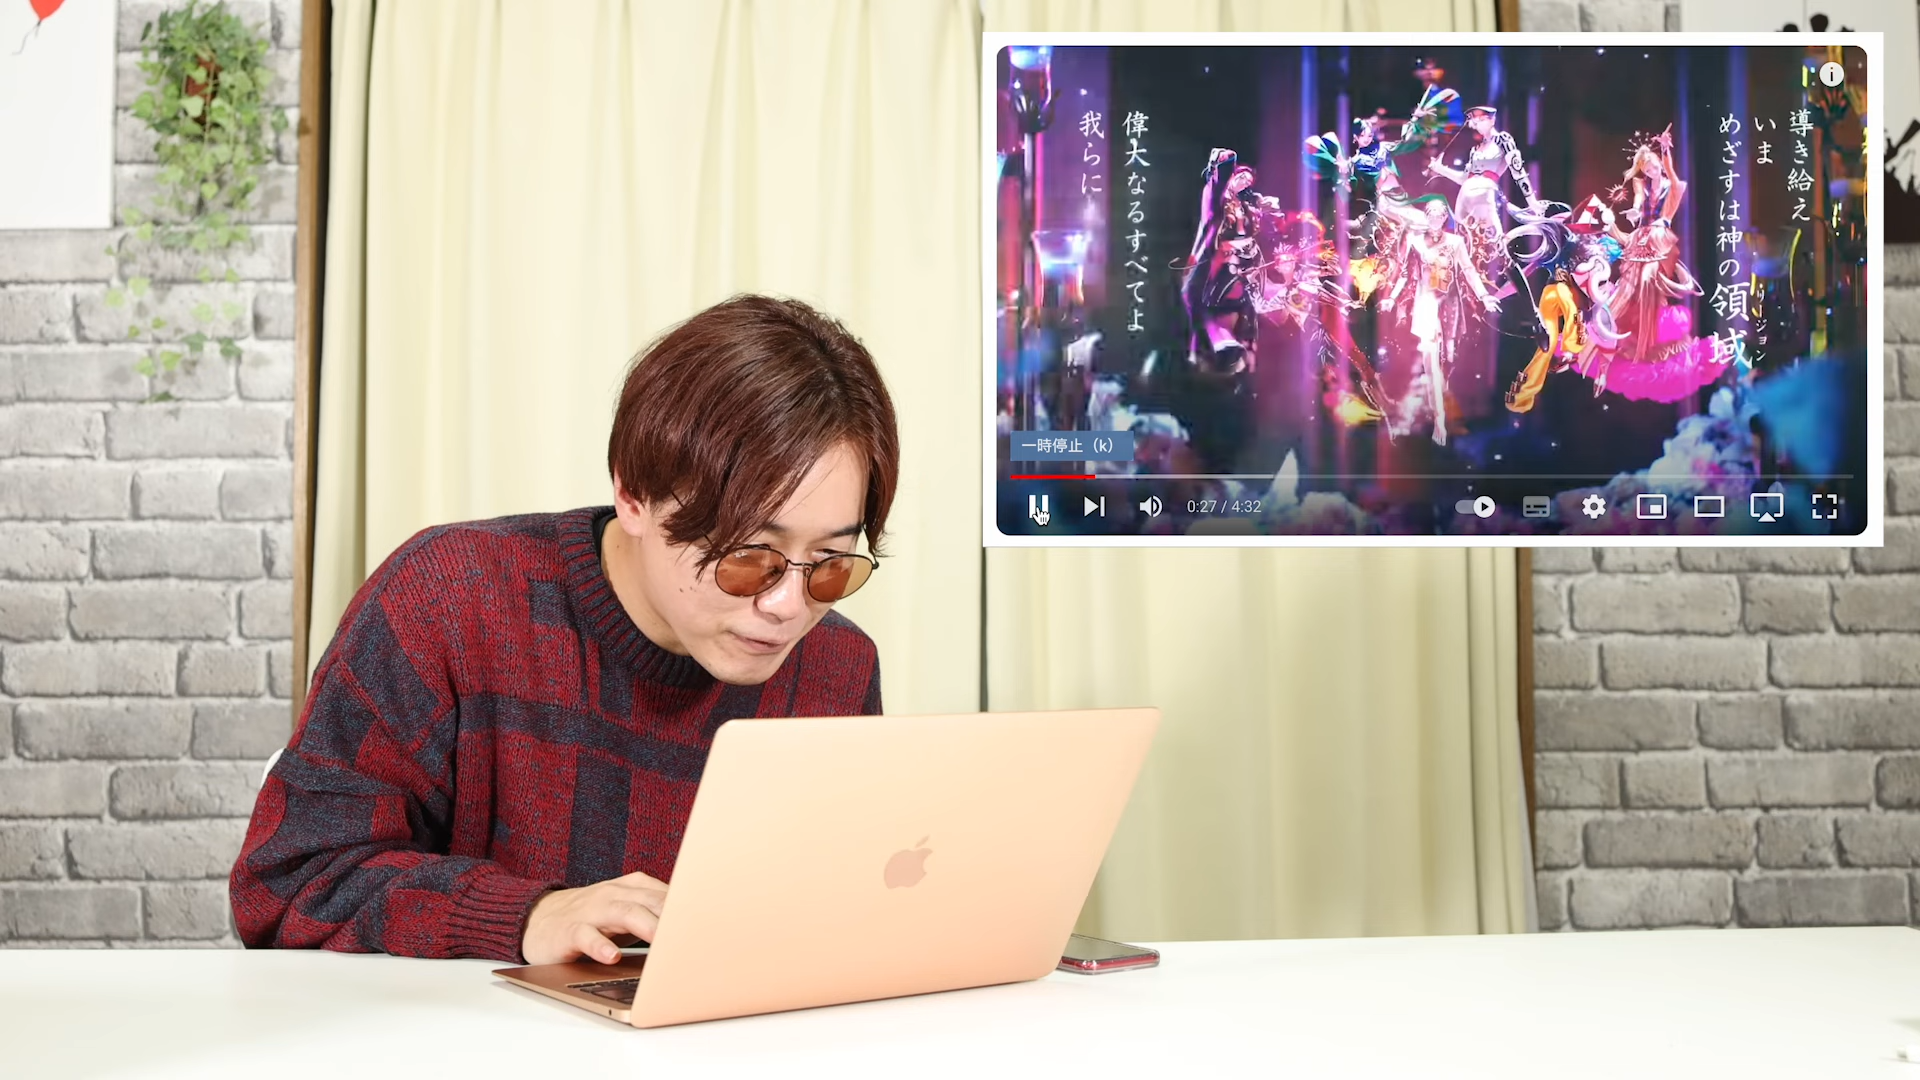 導き給え
いま
めざすは神の領域
リージョン
偉大なるすべてよ
我らに
一時停止（k）
0:27 / 4:32